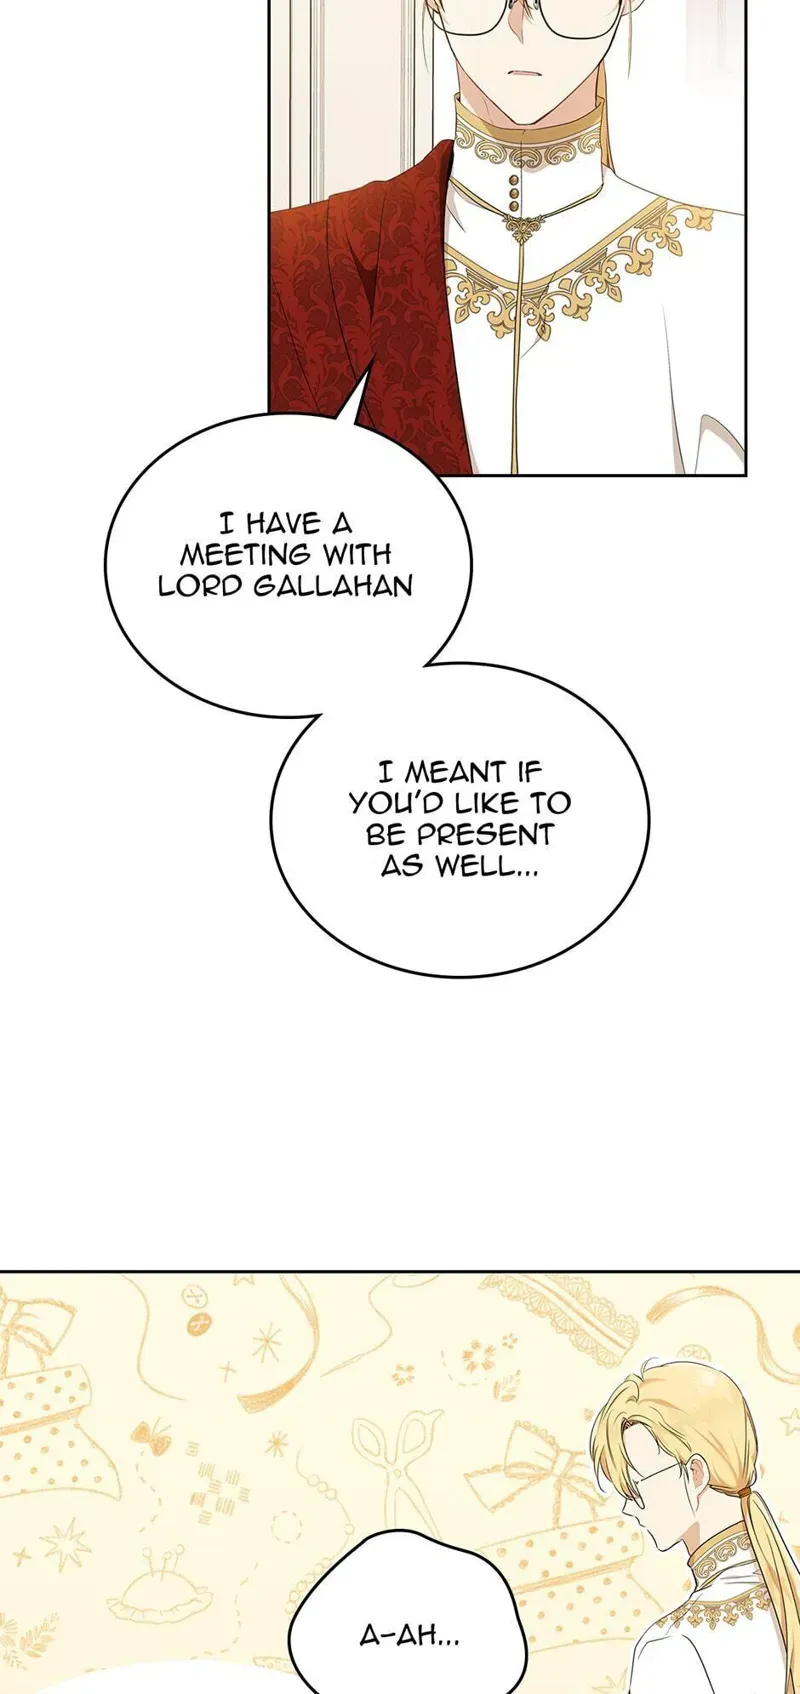 I HAVE A
MEETING WITH
LORD GALLAHAN
I MEANT IF
YOU'D LIKE TO
BE PRESENT
AS WELL...
A-AH...